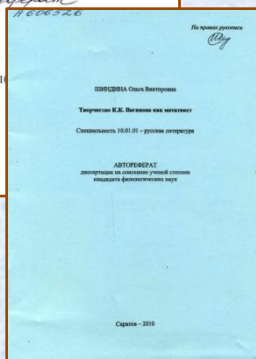 А606526
На правах рукописи
ШИНДИНА Ольга Викторовна
Творчество К.К. Вагинова как метатекст
Специальность 10.01.01 – русская литература
АВТОРЕФЕРАТ
диссертации на соискание ученой степени
кандидата филологических наук
Саратов – 2010